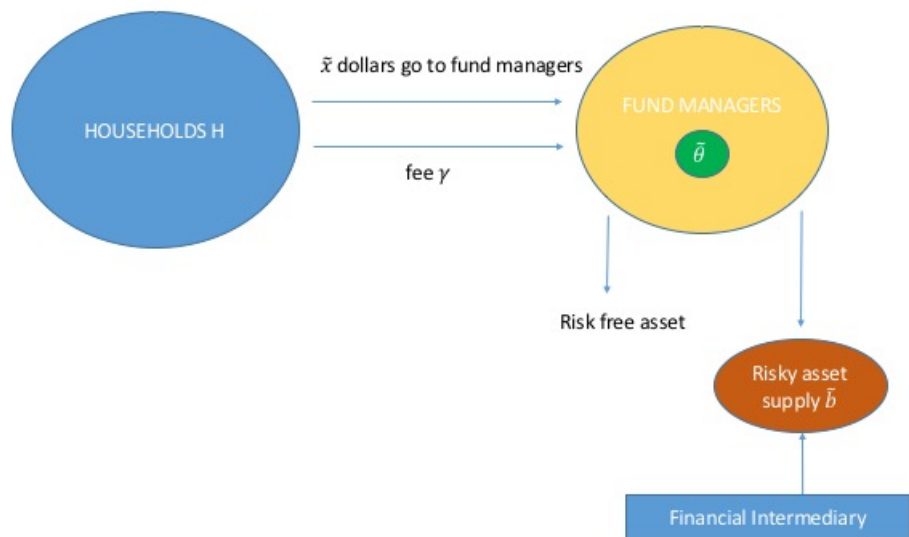 x̃ dollars go to fund managers
HOUSEHOLDS H
FUND MANAGERS
θ̃
fee γ
Risk free asset
Risky asset
supply b̃
Financial Intermediary